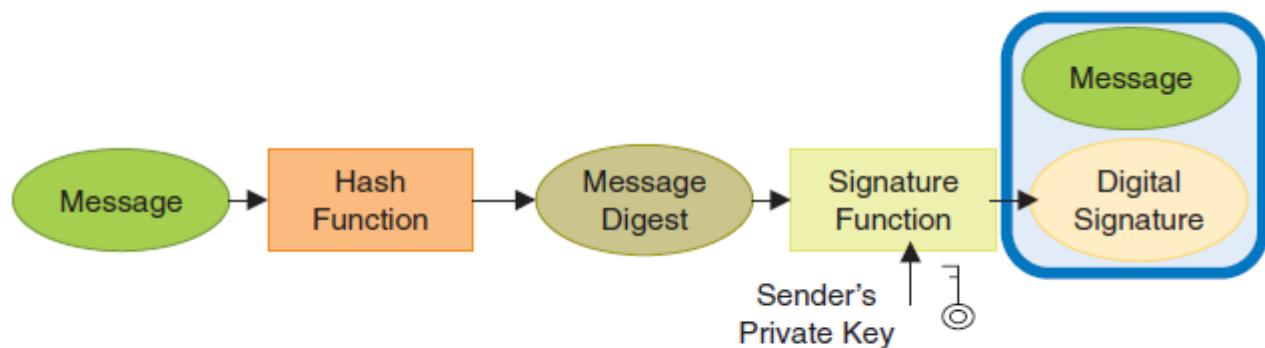 Message
Hash
Function
Message
Digest
Signature
Function
Sender's
Private Key
Message
Digital
Signature